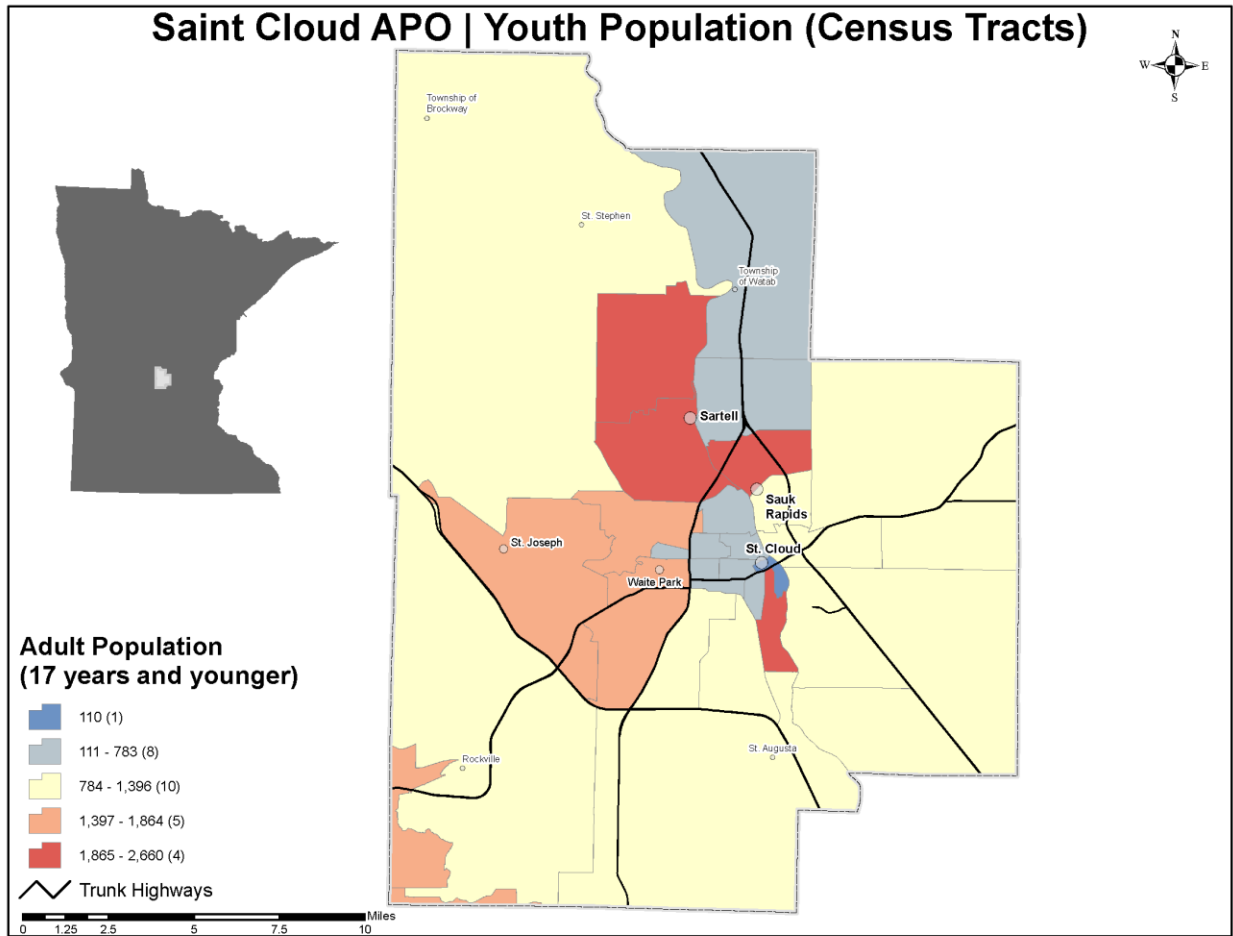 Saint Cloud APO | Youth Population (Census Tracts)
N
W
E
S
Township of
Brockway
St. Stephen
Township
of Watab
Sartell
Sauk
Rapids
St. Joseph
St. Cloud
Waite Park
Rockville
St. Augusta
Adult Population
(17 years and younger)
110 (1)
111 - 783 (8)
784 - 1,396 (10)
1,397 - 1,864 (5)
1,865 - 2,660 (4)
Trunk Highways
Miles
0 1.25 2.5 5 7.5 10